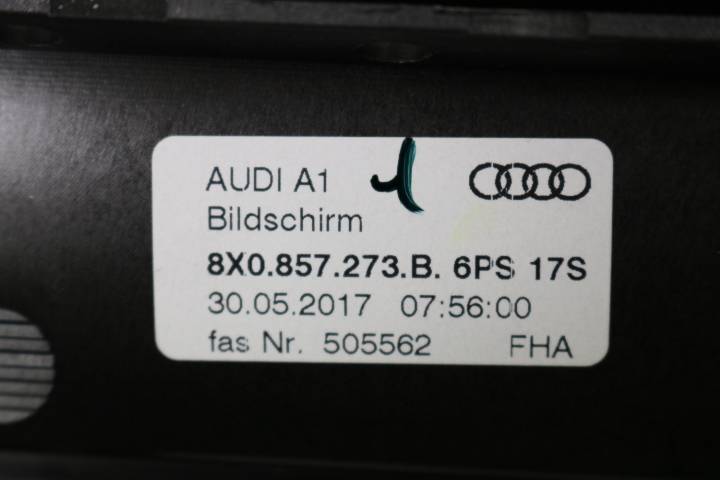 AUDI A1
Bildschirm
8X0.857.273.B. 6PS 17S
30.05.2017 07:56:00
fas Nr. 505562 FHA